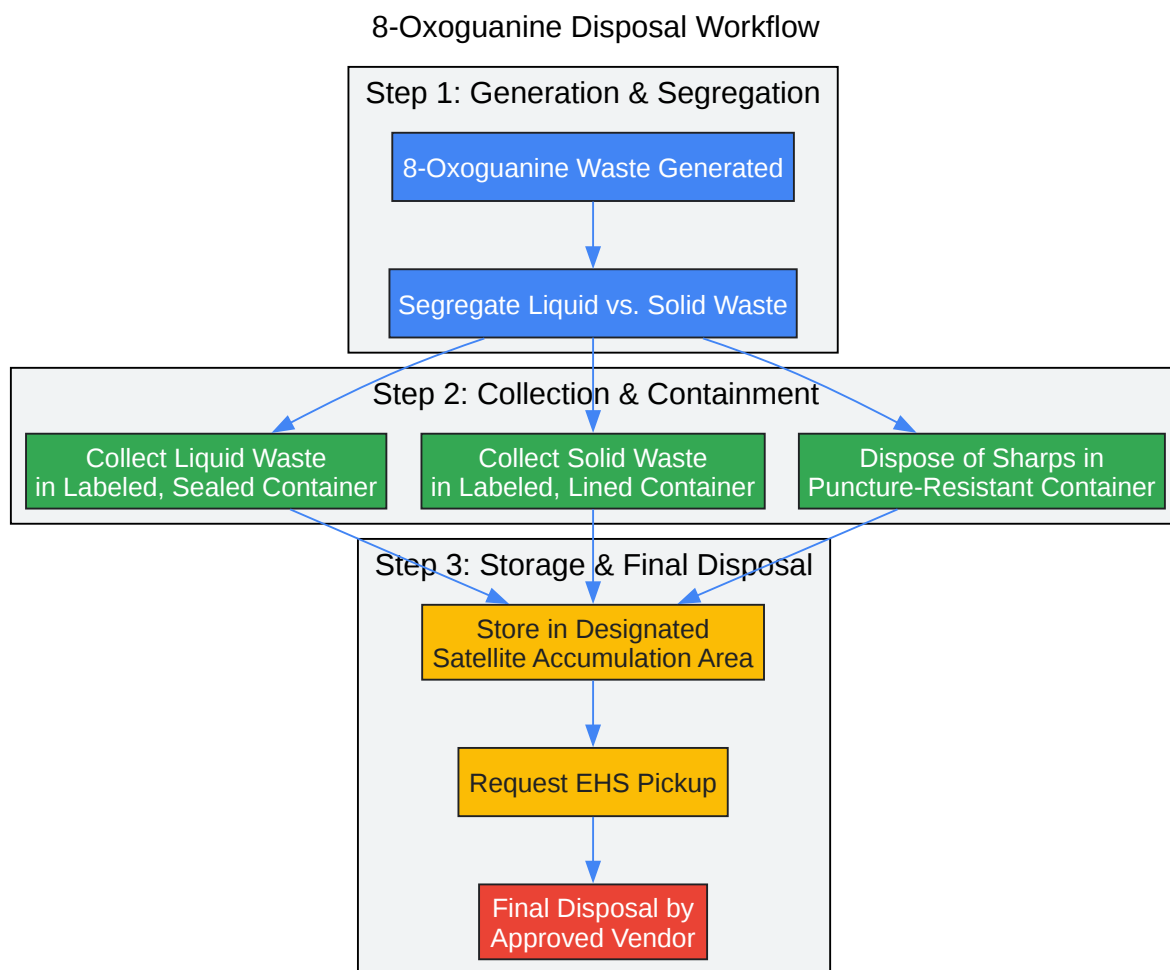 8-Oxoguanine Disposal Workflow
Step 1: Generation & Segregation
8-Oxoguanine Waste Generated
Segregate Liquid vs. Solid Waste
Step 2: Collection & Containment
Collect Liquid Waste
in Labeled, Sealed Container
Collect Solid Waste
in Labeled, Lined Container
Dispose of Sharps in
Puncture-Resistant Container
Step 3: Storage & Final Disposal
Store in Designated
Satellite Accumulation Area
Request EHS Pickup
Final Disposal by
Approved Vendor